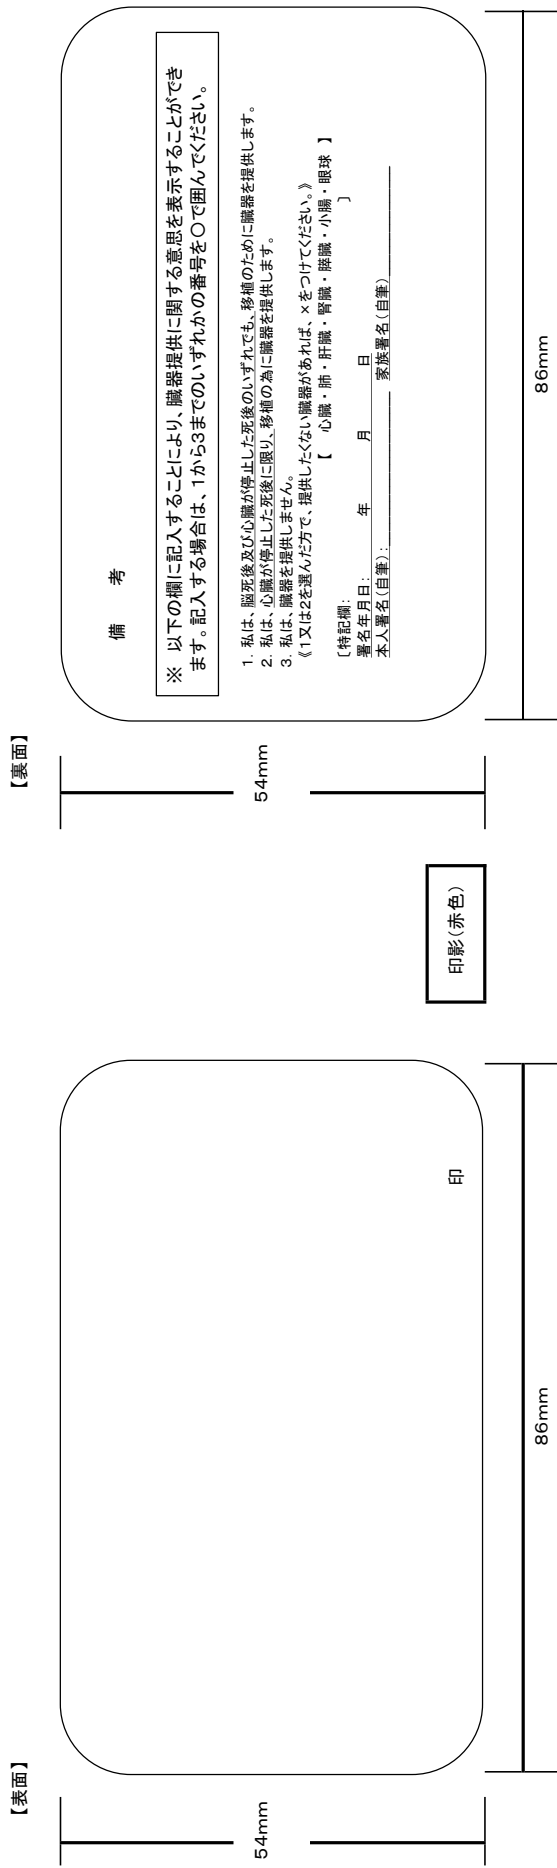 【表面】
54mm
86mm
印
印影(赤色)
【裏面】
54mm
86mm
備　考
※ 以下の欄に記入することにより、臓器提供に関する意思を表示することができ
ます。記入する場合は、1から3までのいずれかの番号を〇で囲んでください。
1. 私は、脳死後及び心臓が停止した死後のいずれでも、移植のために臓器を提供します。
2. 私は、心臓が停止した死後に限り、移植の為に臓器を提供します。
3. 私は、臓器を提供しません。
《1又は2を選んだ方で、提供したくない臓器があれば、×をつけてください。》
【　心臓・肺・肝臓・腎臓・膵臓・小腸・眼球　】
〔特記欄:　　　〕
署名年月日:　　　年　　　月　　　日
本人署名(自筆):　　　家族署名(自筆)